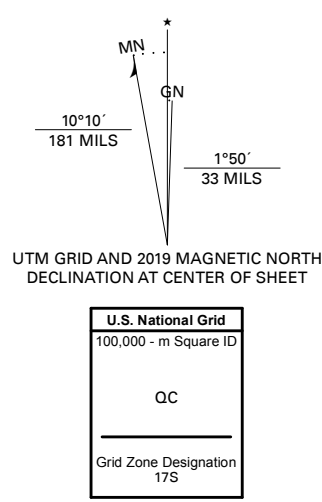 ★
MN
GN
10°10´
181 MILS
1°50´
33 MILS
UTM GRID AND 2019 MAGNETIC NORTH
DECLINATION AT CENTER OF SHEET
U.S. National Grid
100,000 - m Square ID
QC
Grid Zone Designation
17S